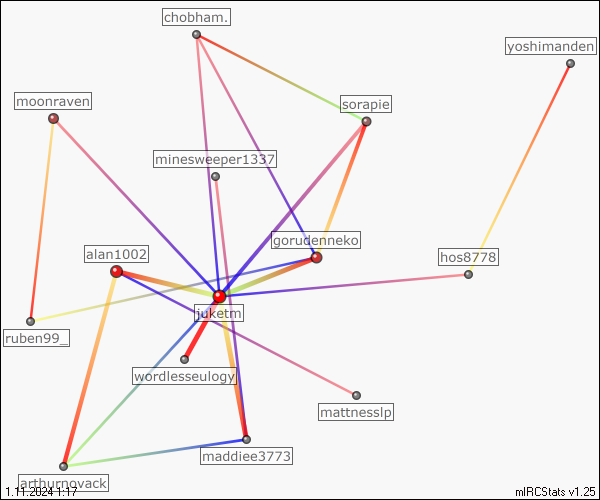 chobham.
yoshimanden
moonraven
sorapie
minesweeper1337
gorudenneko
alan1002
hos8778
juketm
ruben99_
wordlesseulogy
mattnesslp
maddiee3773
arthurnovack
1.11.2024 1:17
mIRCStats v1.25